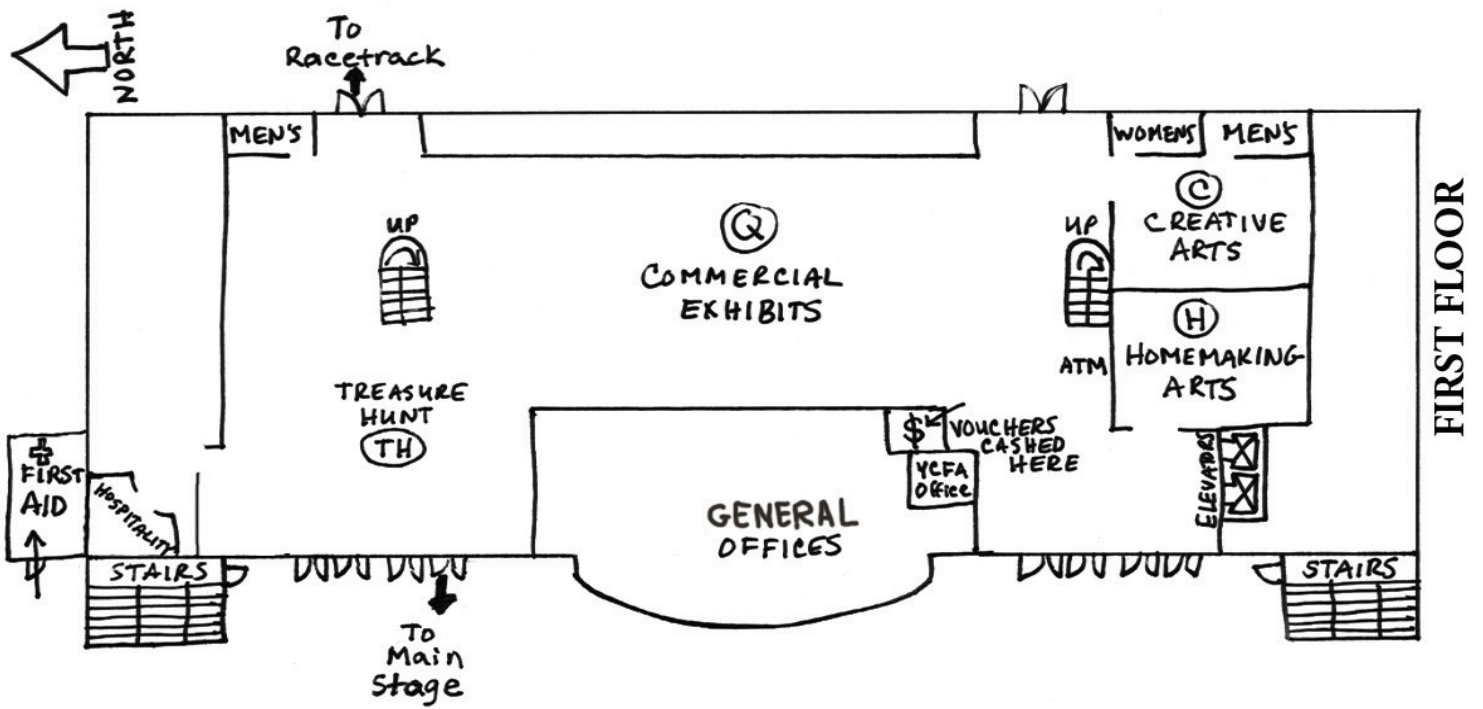 NORTH
To
Racetrack
MEN'S
WOMENS
MEN'S
UP
Q
COMMERCIAL
EXHIBITS
UP
C
CREATIVE
ARTS
H
HOMEMAKING
ARTS
ATM
TREASURE
HUNT
TH
$
VOUCHERS
CASHED
HERE
YCFA
Office
GENERAL
OFFICES
ELEVATORS
FIRST
AID
HOSPITALITY
STAIRS
STAIRS
To
Main
Stage
FIRST FLOOR